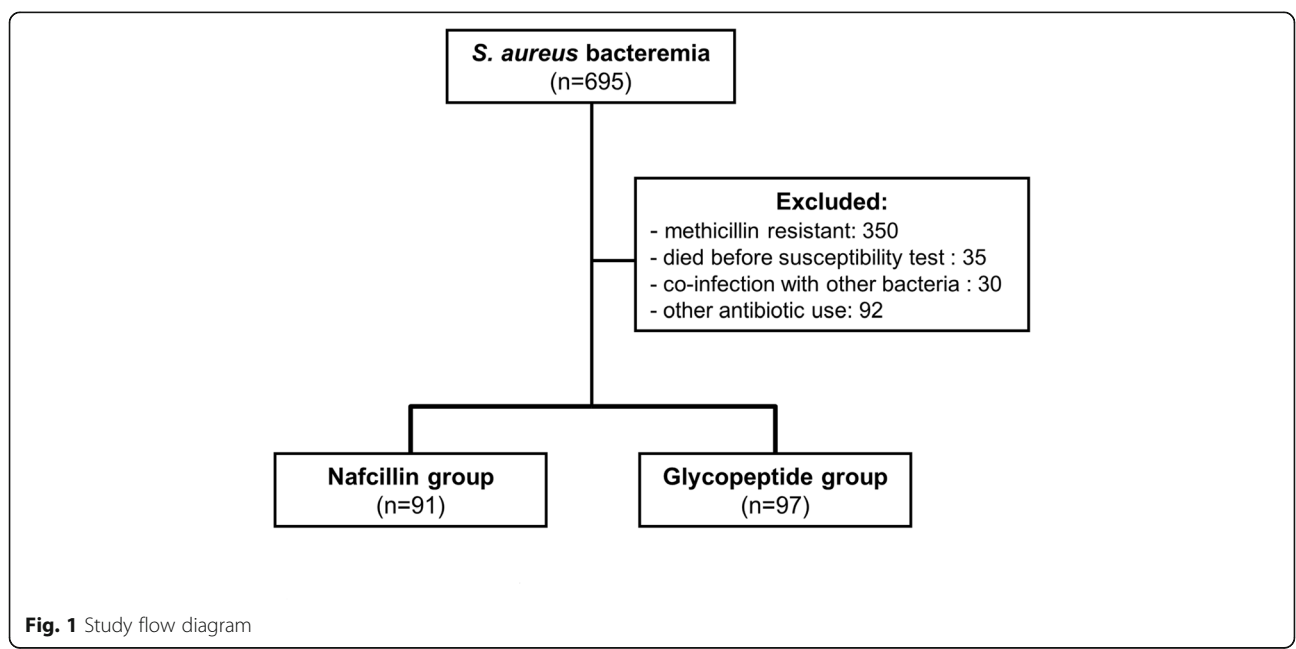 S. aureus bacteremia
(n=695)
Excluded:
- methicillin resistant: 350
- died before susceptibility test : 35
- co-infection with other bacteria : 30
- other antibiotic use: 92
Nafcillin group
(n=91)
Glycopeptide group
(n=97)
Fig. 1 Study flow diagram